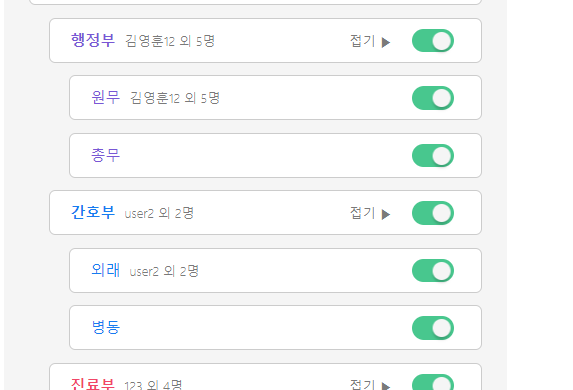 행정부 김영훈12 외 5명 접기 ▶
원무 김영훈12 외 5명
총무
간호부 user2 외 2명 접기 ▶
외래 user2 외 2명
병동
진료부 123 외 4명 접기 ▶